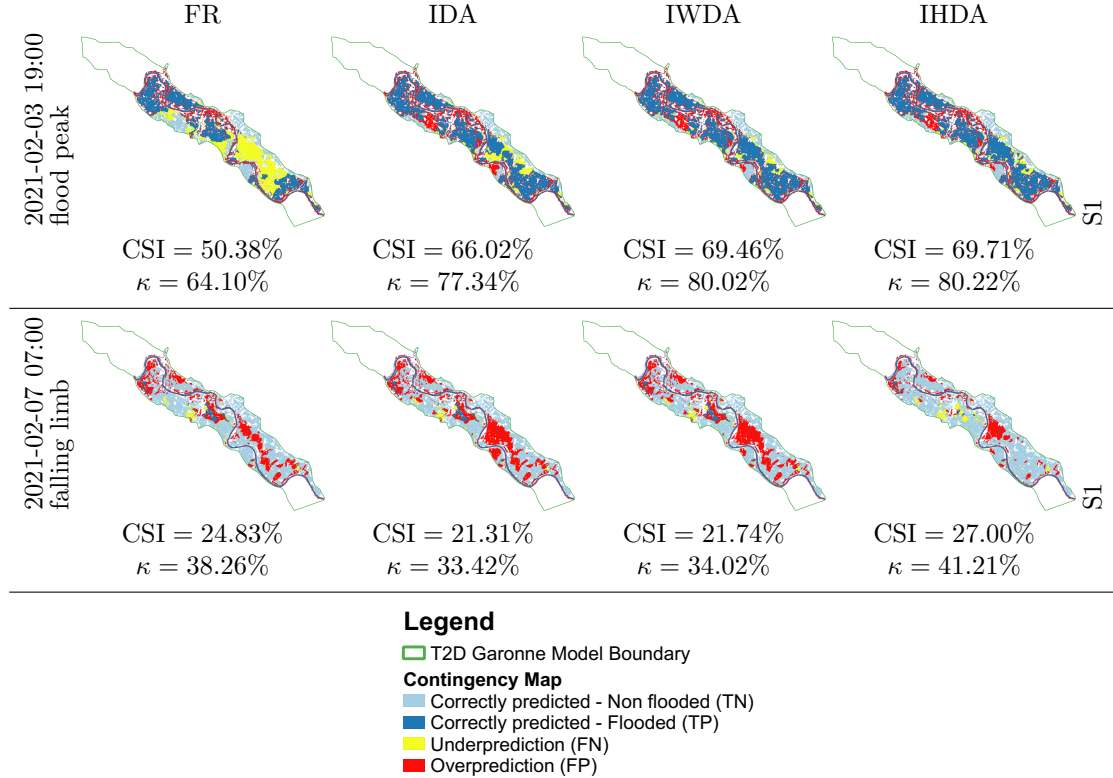 FR IDA IWDA IHDA
2021-02-03 19:00
flood peak
S1
CSI = 50.38% CSI = 66.02% CSI = 69.46% CSI = 69.71%
κ = 64.10% κ = 77.34% κ = 80.02% κ = 80.22%
2021-02-07 07:00
falling limb
S1
CSI = 24.83% CSI = 21.31% CSI = 21.74% CSI = 27.00%
κ = 38.26% κ = 33.42% κ = 34.02% κ = 41.21%
Legend
T2D Garonne Model Boundary
Contingency Map
Correctly predicted - Non flooded (TN)
Correctly predicted - Flooded (TP)
Underprediction (FN)
Overprediction (FP)